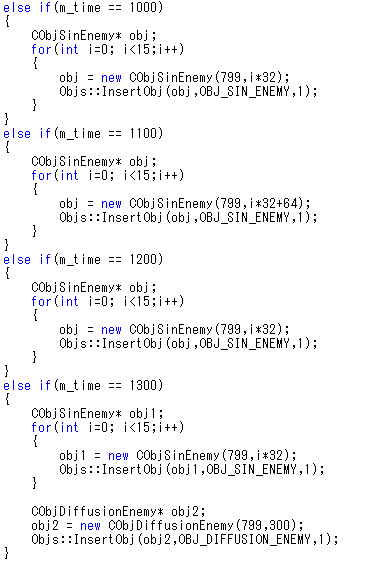 else if(m_time == 1000)
{
    CObjSinEnemy* obj;
    for(int i=0; i<15;i++)
    {
        obj = new CObjSinEnemy(799,i*32);
        Objs::InsertObj(obj,OBJ_SIN_ENEMY,1);
    }
}
else if(m_time == 1100)
{
    CObjSinEnemy* obj;
    for(int i=0; i<15;i++)
    {
        obj = new CObjSinEnemy(799,i*32+64);
        Objs::InsertObj(obj,OBJ_SIN_ENEMY,1);
    }
}
else if(m_time == 1200)
{
    CObjSinEnemy* obj;
    for(int i=0; i<15;i++)
    {
        obj = new CObjSinEnemy(799,i*32);
        Objs::InsertObj(obj,OBJ_SIN_ENEMY,1);
    }
}
else if(m_time == 1300)
{
    CObjSinEnemy* obj1;
    for(int i=0; i<15;i++)
    {
        obj1 = new CObjSinEnemy(799,i*32);
        Objs::InsertObj(obj1,OBJ_SIN_ENEMY,1);
    }

    CObjDiffusionEnemy* obj2;
    obj2 = new CObjDiffusionEnemy(799,300);
    Objs::InsertObj(obj2,OBJ_DIFFUSION_ENEMY,1);
}